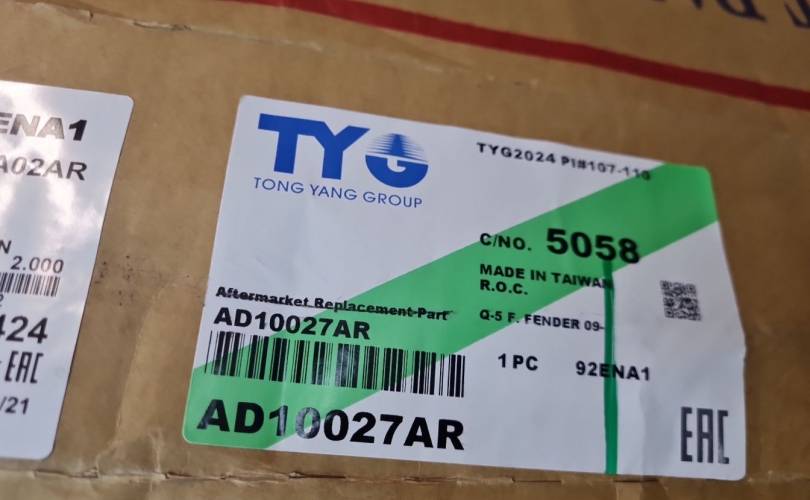 ENA1
A02AR
N
2.000
424
EAC
/21
TYG
TONG YANG GROUP
TYG2024 PI#107-110
C/NO. 5058
MADE IN TAIWAN
R.O.C.
Aftermarket Replacement Part
AD10027AR
Q-5 F. FENDER 09-
1 PC 92ENA1
AD10027AR
EAC